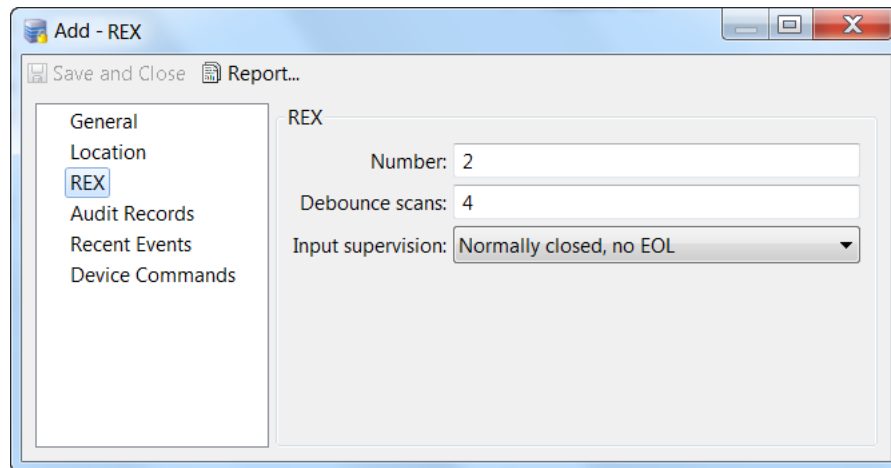 Add - REX
Save and Close Report...
General
Location
REX
Audit Records
Recent Events
Device Commands
REX
Number: 2
Debounce scans: 4
Input supervision: Normally closed, no EOL